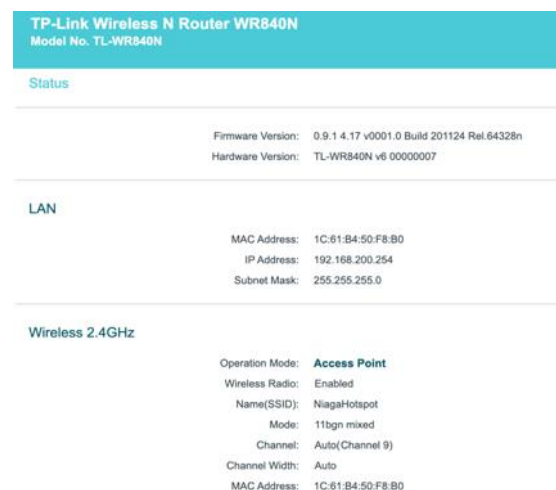 TP-Link Wireless N Router WR840N
Model No. TL-WR840N
Status
Firmware Version: 0.9.1 4.17 v0001.0 Build 201124 Rel.64328n
Hardware Version: TL-WR840N v6 00000007
LAN
MAC Address: 1C:61:B4:50:F8:B0
IP Address: 192.168.200.254
Subnet Mask: 255.255.255.0
Wireless 2.4GHz
Operation Mode: Access Point
Wireless Radio: Enabled
Name(SSID): NiagaHotspot
Mode: 11bgn mixed
Channel: Auto(Channel 9)
Channel Width: Auto
MAC Address: 1C:61:B4:50:F8:B0